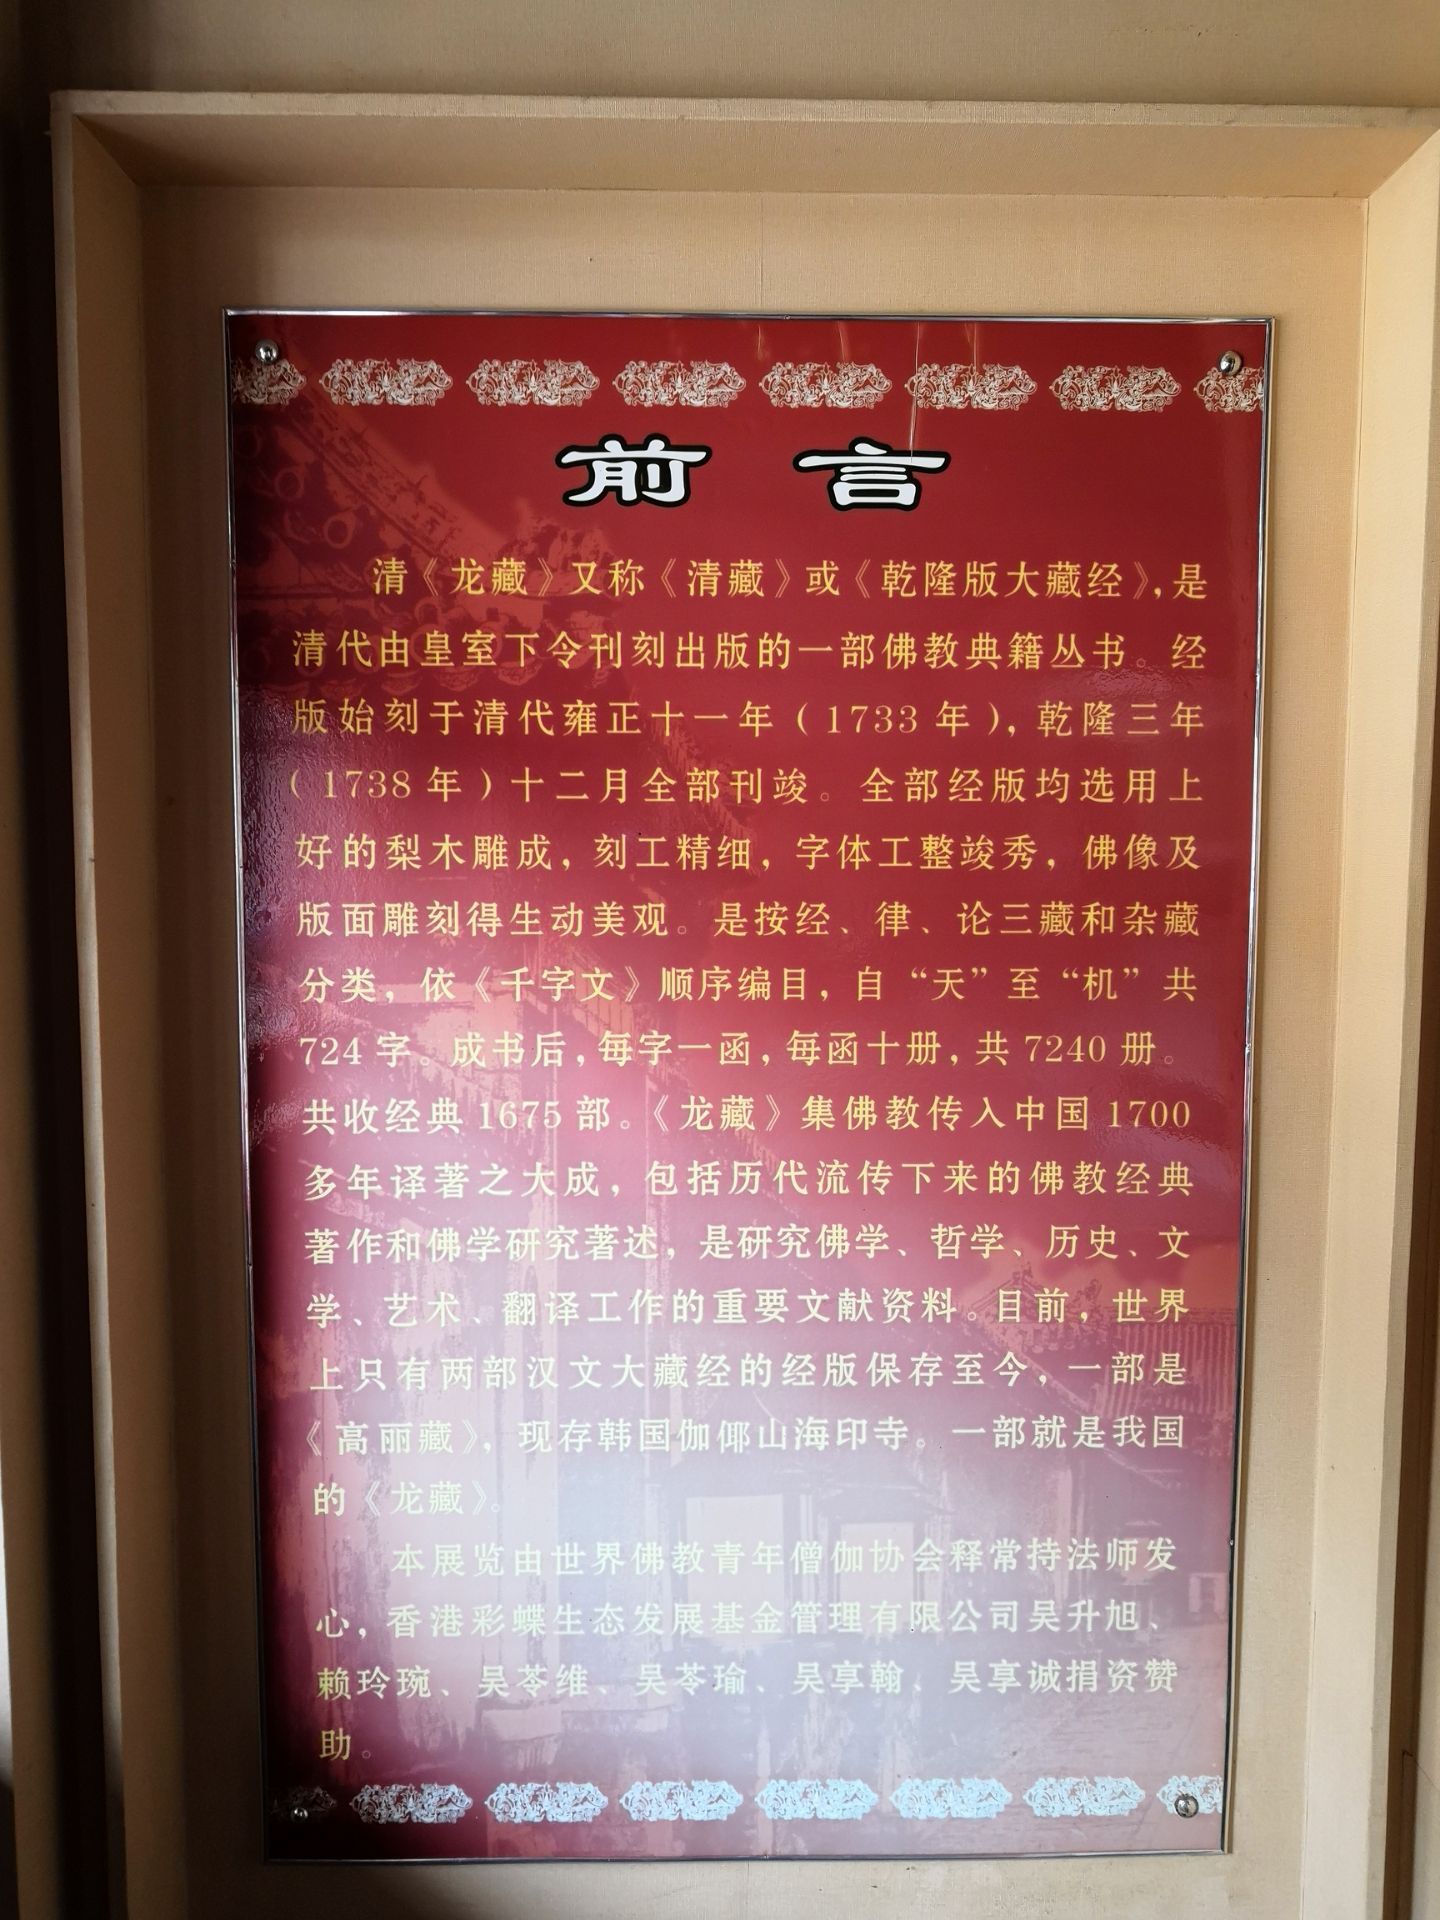 前言
清《龙藏》又称《清藏》或《乾隆版大藏经》，是
清代由皇室下令刊刻出版的一部佛教典籍丛书。经
版始刻于清代雍正十一年（1733年），乾隆三年
（1738年）十二月全部刊竣。全部经版均选用上
好的梨木雕成，刻工精细，字体工整竣秀，佛像及
版面雕刻得生动美观。是按经、律、论三藏和杂藏
分类，依《千字文》顺序编目，自“天”至“机”共
724字。成书后，每字一函，每函十册，共7240册。
共收经典1675部。《龙藏》集佛教传入中国1700
多年译著之大成，包括历代流传下来的佛教经典
著作和佛学研究著述，是研究佛学、哲学、历史、文
学、艺术、翻译工作的重要文献资料。目前，世界
上只有两部汉文大藏经的经版保存至今，一部是
《高丽藏》，现存韩国伽倻山海印寺。一部就是我国
的《龙藏》。
本展览由世界佛教青年僧伽协会释常持法师发
心，香港彩蝶生态发展基金管理有限公司吴升旭、
赖玲琬、吴苓维、吴苓瑜、吴享翰、吴享诚捐资赞
助。